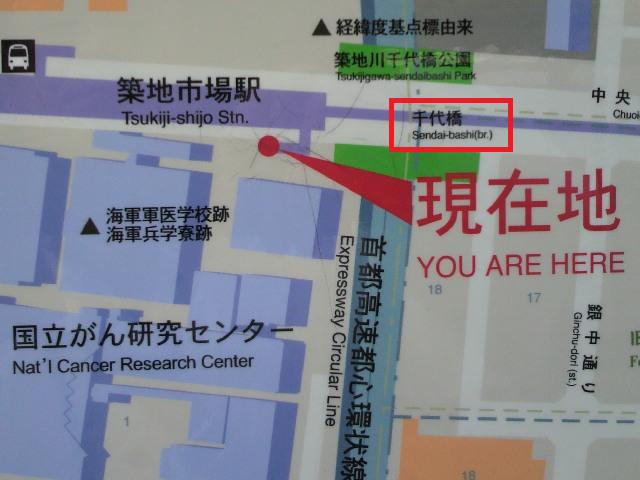 ▲経緯度基点標由来
築地川千代橋公園
Tsukijigawa-sendaibashi Park
築地市場駅
Tsukiji-shijo Stn.
千代橋
Sendai-bashi(br.)
中央
Chuo
現在地
YOU ARE HERE
▲海軍軍医学校跡
海軍兵学寮跡
首都高速都心環状線
Expressway Circular Line
国立がん研究センター
Nat'l Cancer Research Center
18
17
銀中通り
Ginchu-dori (st.)
旧
1
18